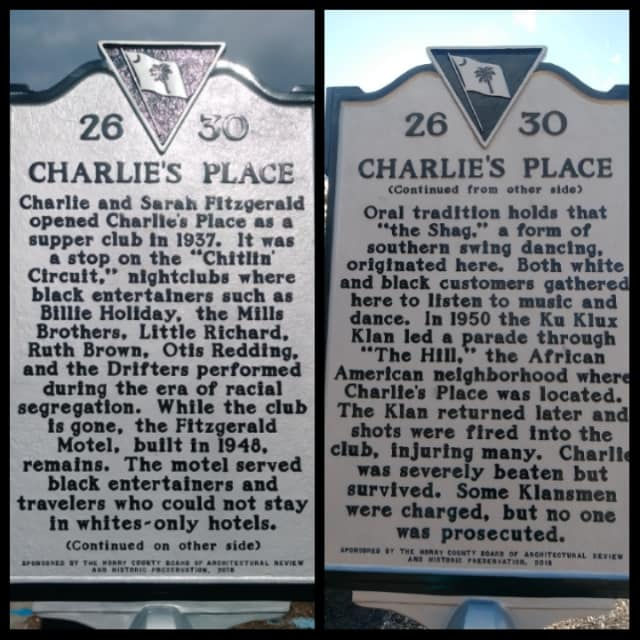 26 30
CHARLIE'S PLACE
Charlie and Sarah Fitzgerald
opened Charlie's Place as a
supper club in 1937. It was
a stop on the "Chitlin'
Circuit," nightclubs where
black entertainers such as
Billie Holiday, the Mills
Brothers, Little Richard,
Ruth Brown, Otis Redding,
and the Drifters performed
during the era of racial
segregation. While the club
is gone, the Fitzgerald
Motel, built in 1948,
remains. The motel served
black entertainers and
travelers who could not stay
in whites-only hotels.
(Continued on other side)
SPONSORED BY THE HORRY COUNTY BOARD OF ARCHITECTURAL REVIEW
AND HISTORIC PRESERVATION, 2018
26 30
CHARLIE'S PLACE
(Continued from other side)
Oral tradition holds that
"the Shag," a form of
southern swing dancing,
originated here. Both white
and black customers gathered
here to listen to music and
dance. In 1950 the Ku Klux
Klan led a parade through
"The Hill," the African
American neighborhood where
Charlie's Place was located.
The Klan returned later and
shots were fired into the
club, injuring many. Charlie
was severely beaten but
survived. Some Klansmen
were charged, but no one
was prosecuted.
SPONSORED BY THE HORRY COUNTY BOARD OF ARCHITECTURAL REVIEW
AND HISTORIC PRESERVATION, 2018